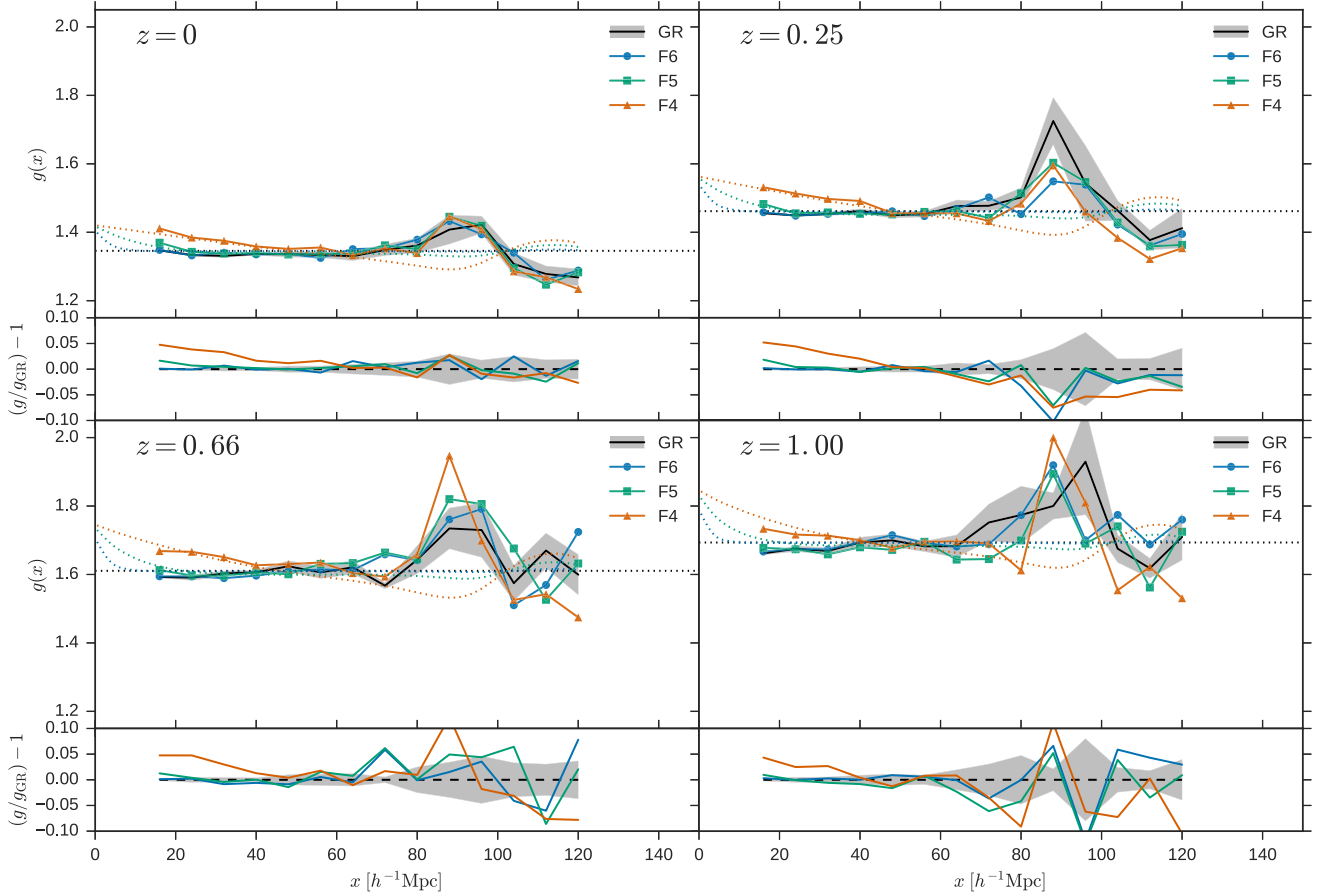 z = 0
GR
F6
F5
F4
2.0
1.8
1.6
1.4
1.2
g(x)
z = 0.25
GR
F6
F5
F4
0.10
0.05
0.00
−0.05
−0.10
(g/g_GR) − 1
z = 0.66
GR
F6
F5
F4
2.0
1.8
1.6
1.4
1.2
g(x)
z = 1.00
GR
F6
F5
F4
0.10
0.05
0.00
−0.05
−0.10
(g/g_GR) − 1
0 20 40 60 80 100 120 140
x [h⁻¹Mpc]
0 20 40 60 80 100 120 140
x [h⁻¹Mpc]